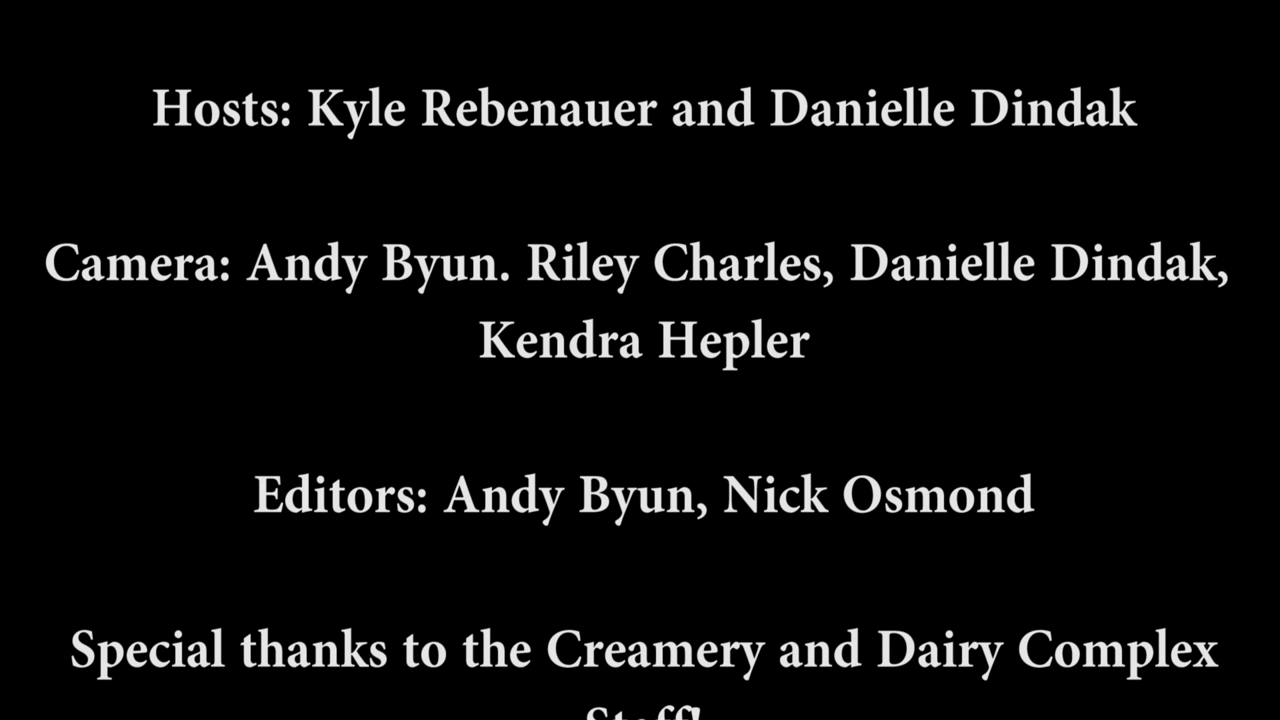 Hosts: Kyle Rebenauer and Danielle Dindak
Camera: Andy Byun. Riley Charles, Danielle Dindak,
Kendra Hepler
Editors: Andy Byun, Nick Osmond
Special thanks to the Creamery and Dairy Complex
Staff!